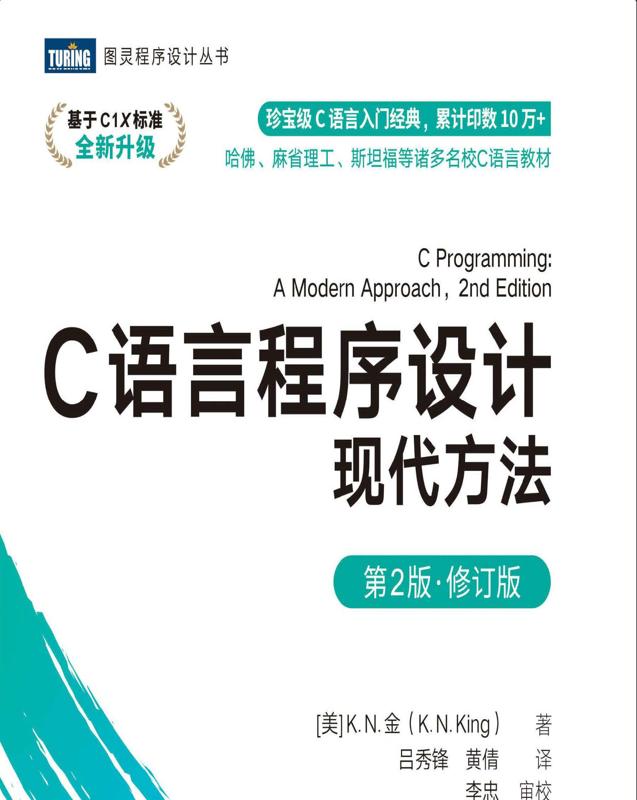 TURING 图灵程序设计丛书
基于C1X标准
全新升级
珍宝级C语言入门经典，累计印数10万+
哈佛、麻省理工、斯坦福等诸多名校C语言教材
C Programming:
A Modern Approach, 2nd Edition
C语言程序设计
现代方法
第2版·修订版
[美]K.N.金（K.N.King） 著
吕秀锋 黄倩 译
李忠 审校